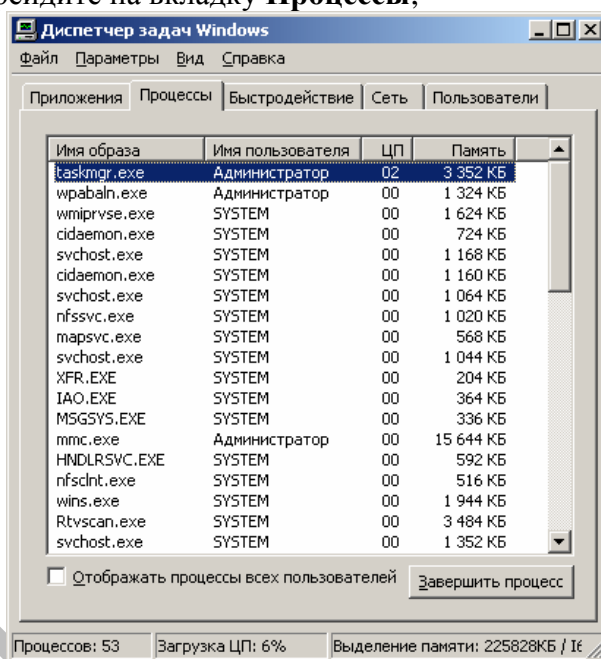 рейдите на вкладку Процессы;
Диспетчер задач Windows
Файл Параметры Вид Справка
Приложения Процессы Быстродействие Сеть Пользователи
Имя образа Имя пользователя ЦП Память
taskmgr.exe Администратор 02 3 352 КБ
wpabaln.exe Администратор 00 1 324 КБ
wmiprvse.exe SYSTEM 00 1 624 КБ
cidaemon.exe SYSTEM 00 724 КБ
svchost.exe SYSTEM 00 1 168 КБ
cidaemon.exe SYSTEM 00 1 160 КБ
svchost.exe SYSTEM 00 1 064 КБ
nfssvc.exe SYSTEM 00 1 020 КБ
mapsvc.exe SYSTEM 00 568 КБ
svchost.exe SYSTEM 00 1 044 КБ
XFR.EXE SYSTEM 00 204 КБ
IAO.EXE SYSTEM 00 364 КБ
MSGSYS.EXE SYSTEM 00 336 КБ
mmc.exe Администратор 00 15 644 КБ
HNDLRSVC.EXE SYSTEM 00 592 КБ
nfsclnt.exe SYSTEM 00 516 КБ
wins.exe SYSTEM 00 1 944 КБ
Rtvscan.exe SYSTEM 00 3 484 КБ
svchost.exe SYSTEM 00 1 352 КБ
Отображать процессы всех пользователей Завершить процесс
Процессов: 53 Загрузка ЦП: 6% Выделение памяти: 225828КБ / 16